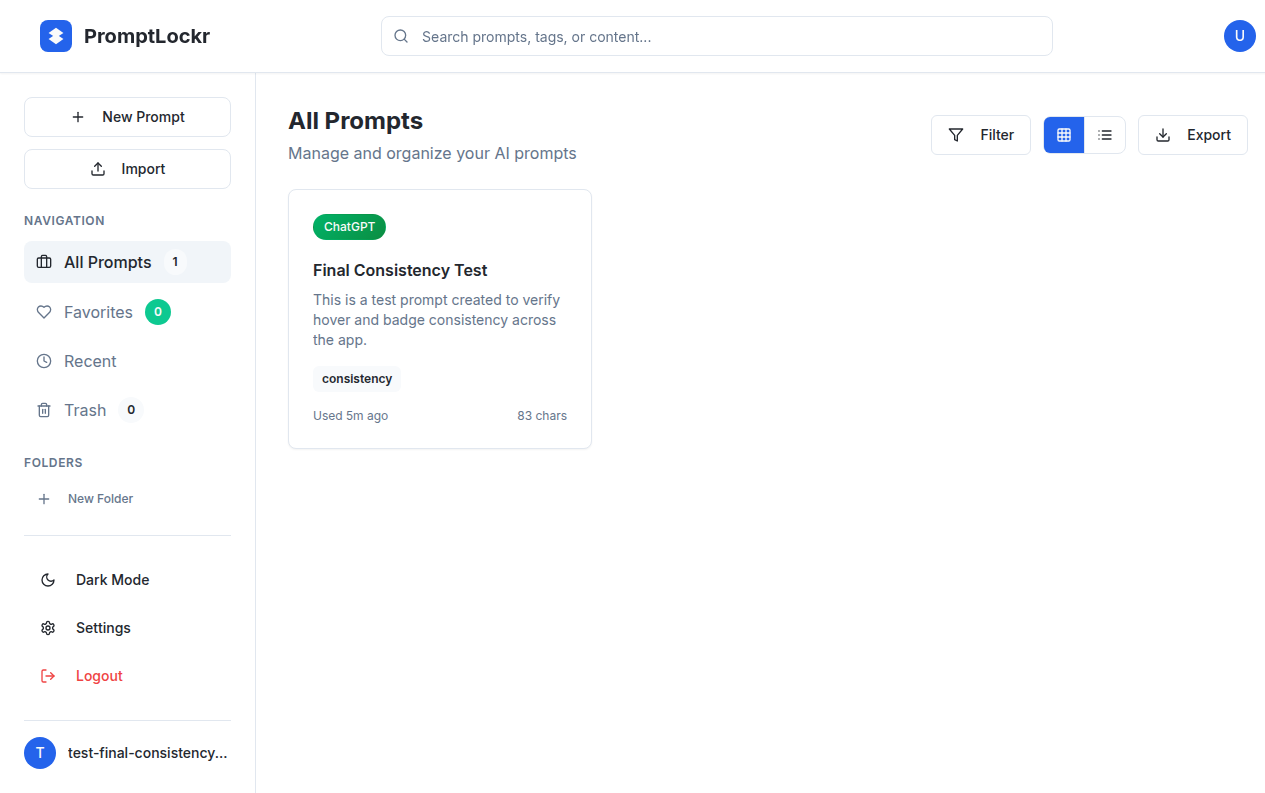 PromptLockr
Search prompts, tags, or content...
U
New Prompt
Import
NAVIGATION
All Prompts 1
Favorites 0
Recent
Trash 0
FOLDERS
New Folder
Dark Mode
Settings
Logout
T test-final-consistency...
All Prompts
Manage and organize your AI prompts
Filter
Export
ChatGPT
Final Consistency Test
This is a test prompt created to verify
hover and badge consistency across
the app.
consistency
Used 5m ago 83 chars